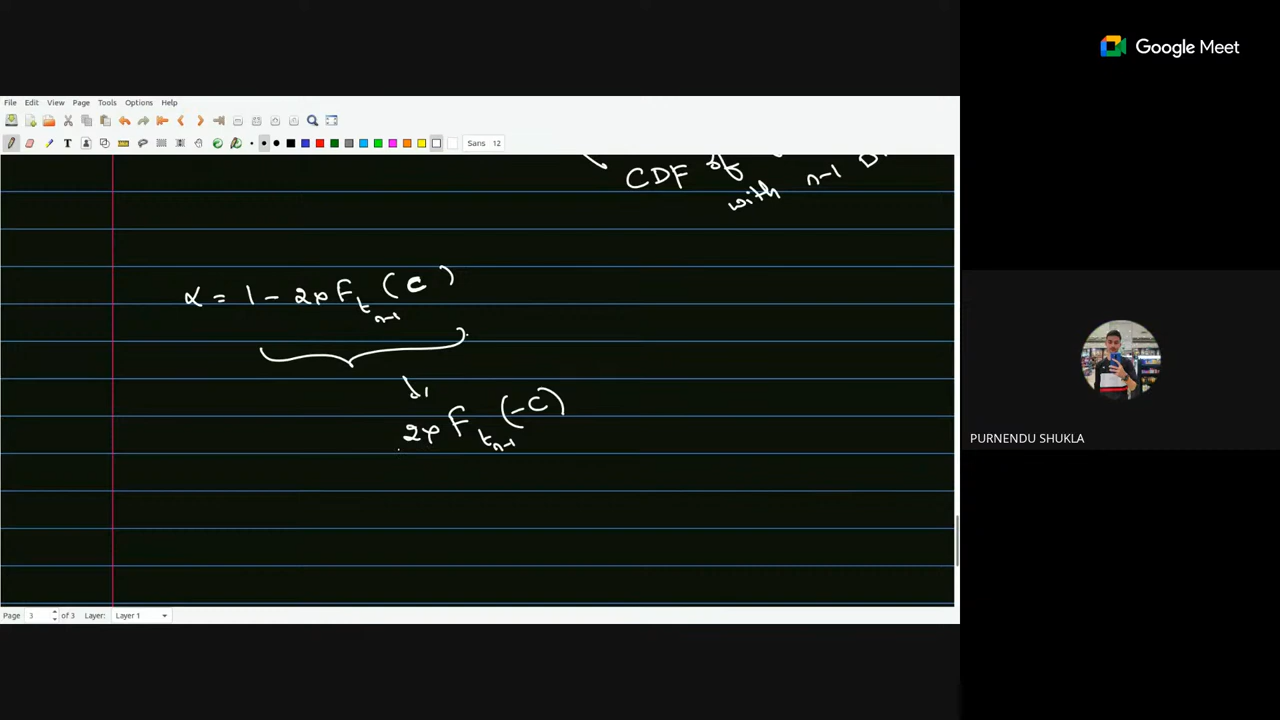 Google Meet
File Edit View Page Tools Options Help
Sans 12
CDF of
with n-1
α = 1 - 2p F_{t_{n-1}} (c)
2p F_{t_{n-1}} (-c)
PURNENDU SHUKLA
Page 3 of 3 Layer: Layer 1